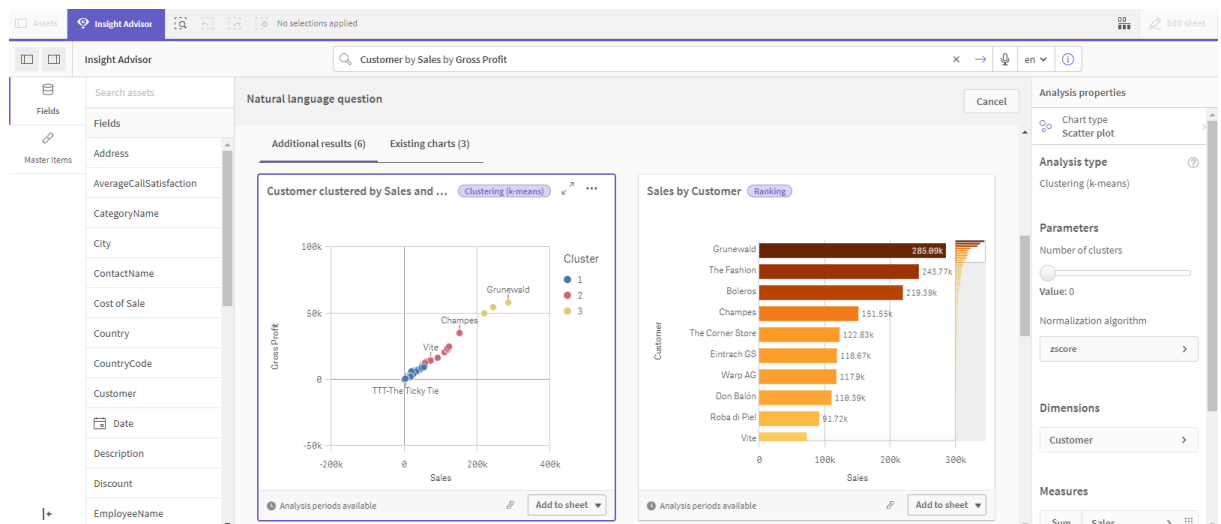 Assets
Insight Advisor
No selections applied
Edit sheet
Insight Advisor
Customer by Sales by Gross Profit
en
Fields
Master items
Search assets
Fields
Address
AverageCallSatisfaction
CategoryName
City
ContactName
Cost of Sale
Country
CountryCode
Customer
Date
Description
Discount
EmployeeName
Natural language question
Cancel
Additional results (6)
Existing charts (3)
Customer clustered by Sales and ...
Clustering (k-means)
100k
50k
0
-50k
Gross Profit
Grunewald
Champes
Vite
TTT-The Ticky Tie
-200k
0
200k
400k
Sales
Cluster
1
2
3
Analysis periods available
Add to sheet
Sales by Customer
Ranking
Customer
Grunewald
285.09k
The Fashion
243.77k
Boleros
219.39k
Champes
151.55k
The Corner Store
122.83k
Eintrach GS
118.67k
Warp AG
117.9k
Don Balón
110.39k
Roba di Piel
91.72k
Vite
0
100k
200k
300k
Sales
Analysis periods available
Add to sheet
Analysis properties
Chart type
Scatter plot
Analysis type
Clustering (k-means)
Parameters
Number of clusters
Value: 0
Normalization algorithm
zscore
Dimensions
Customer
Measures
Sum
Sales